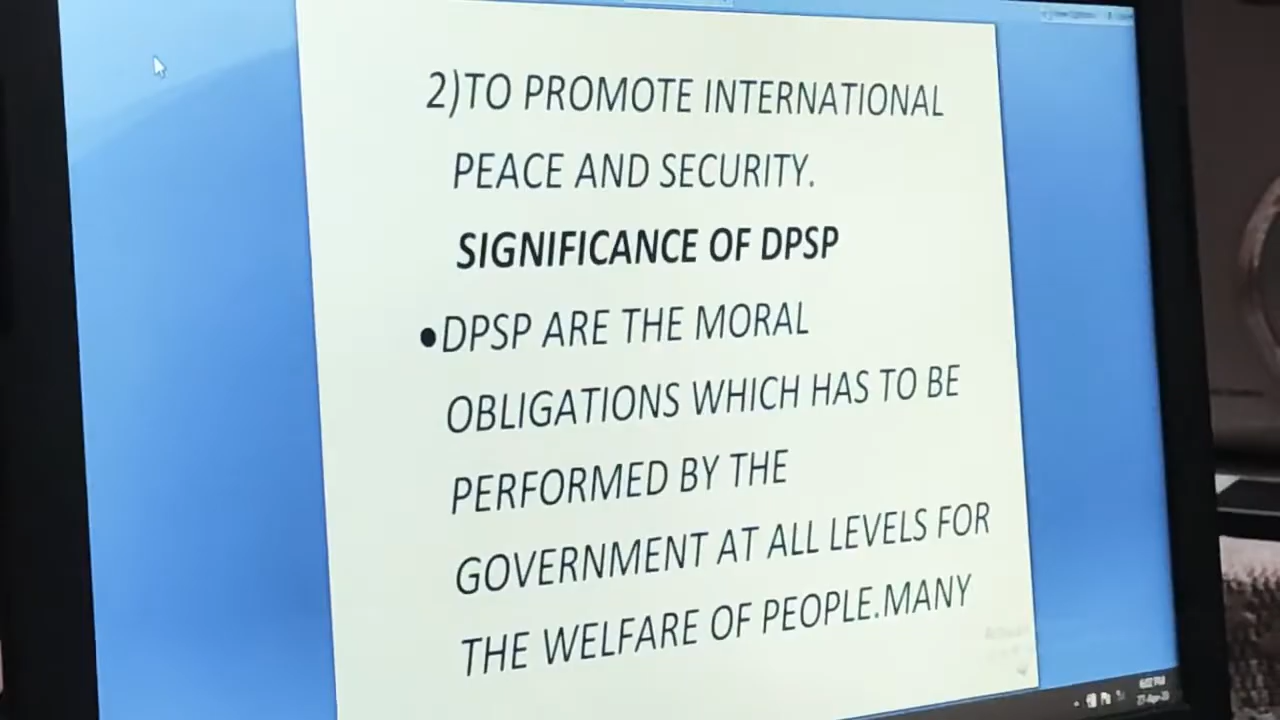 2)TO PROMOTE INTERNATIONAL
PEACE AND SECURITY.
SIGNIFICANCE OF DPSP
•DPSP ARE THE MORAL
OBLIGATIONS WHICH HAS TO BE
PERFORMED BY THE
GOVERNMENT AT ALL LEVELS FOR
THE WELFARE OF PEOPLE.MANY